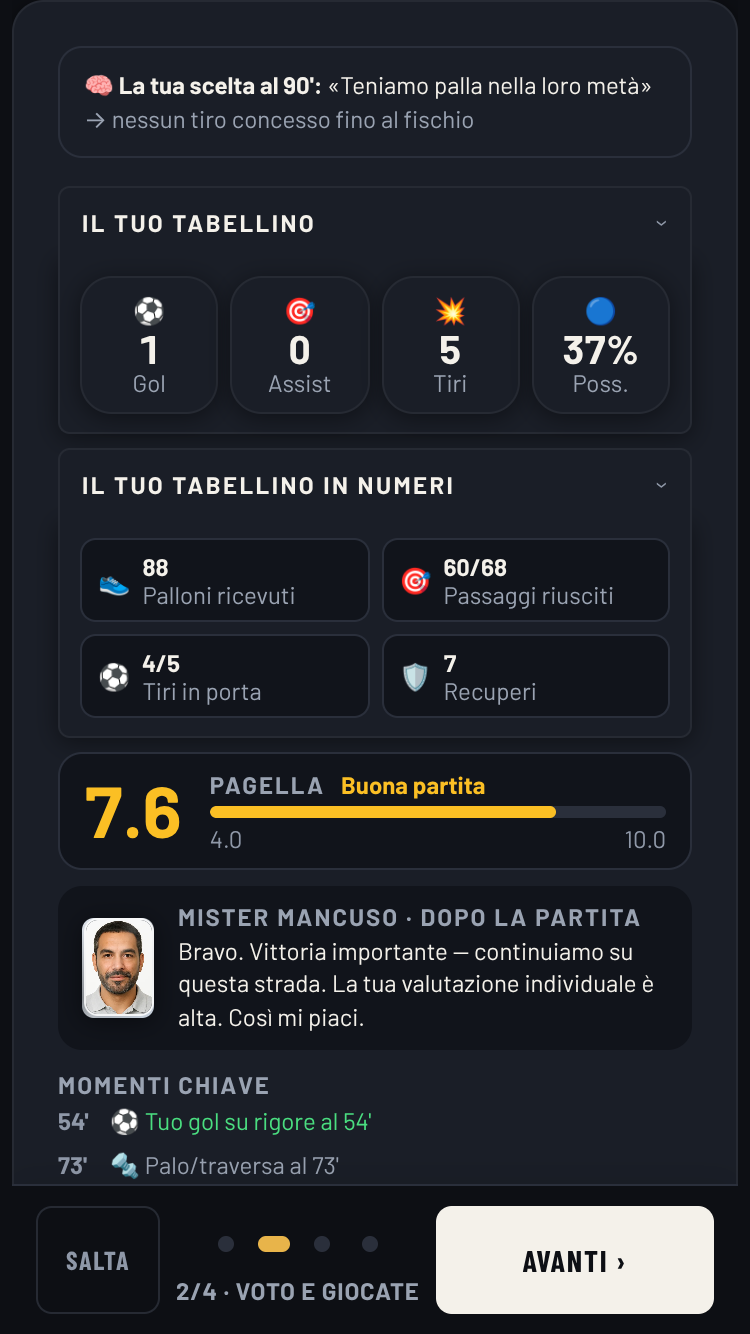 🧠 La tua scelta al 90': «Teniamo palla nella loro metà»
→ nessun tiro concesso fino al fischio
IL TUO TABELLINO
1
Gol
0
Assist
5
Tiri
37%
Poss.
IL TUO TABELLINO IN NUMERI
88
Palloni ricevuti
60/68
Passaggi riusciti
4/5
Tiri in porta
7
Recuperi
7.6
PAGELLA Buona partita
4.0 10.0
MISTER MANCUSO · DOPO LA PARTITA
Bravo. Vittoria importante — continuiamo su
questa strada. La tua valutazione individuale è
alta. Così mi piaci.
MOMENTI CHIAVE
54' ⚽ Tuo gol su rigore al 54'
73' 🔩 Palo/traversa al 73'
SALTA
2/4 · VOTO E GIOCATE
AVANTI ›